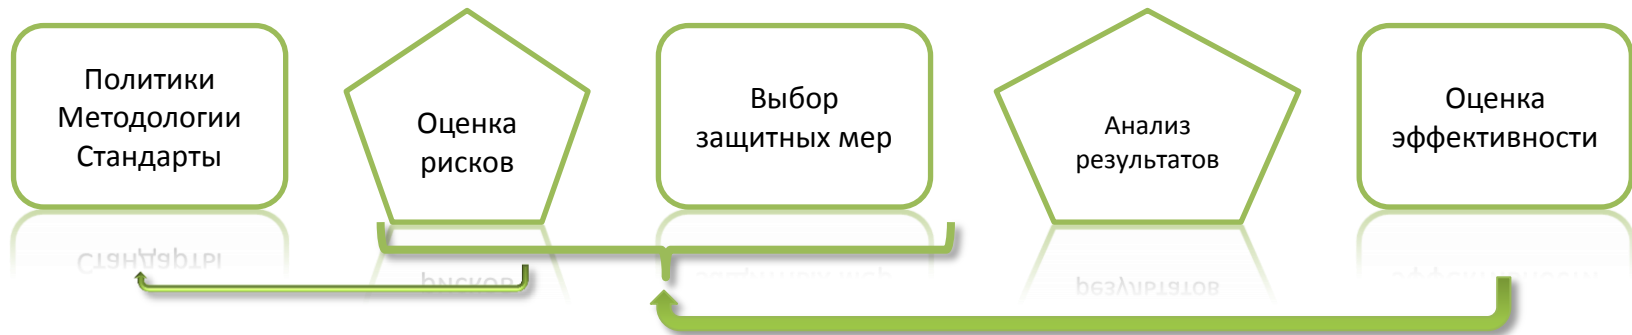 Политики
Методологии
Стандарты
Оценка
рисков
Выбор
защитных мер
Анализ
результатов
Оценка
эффективности